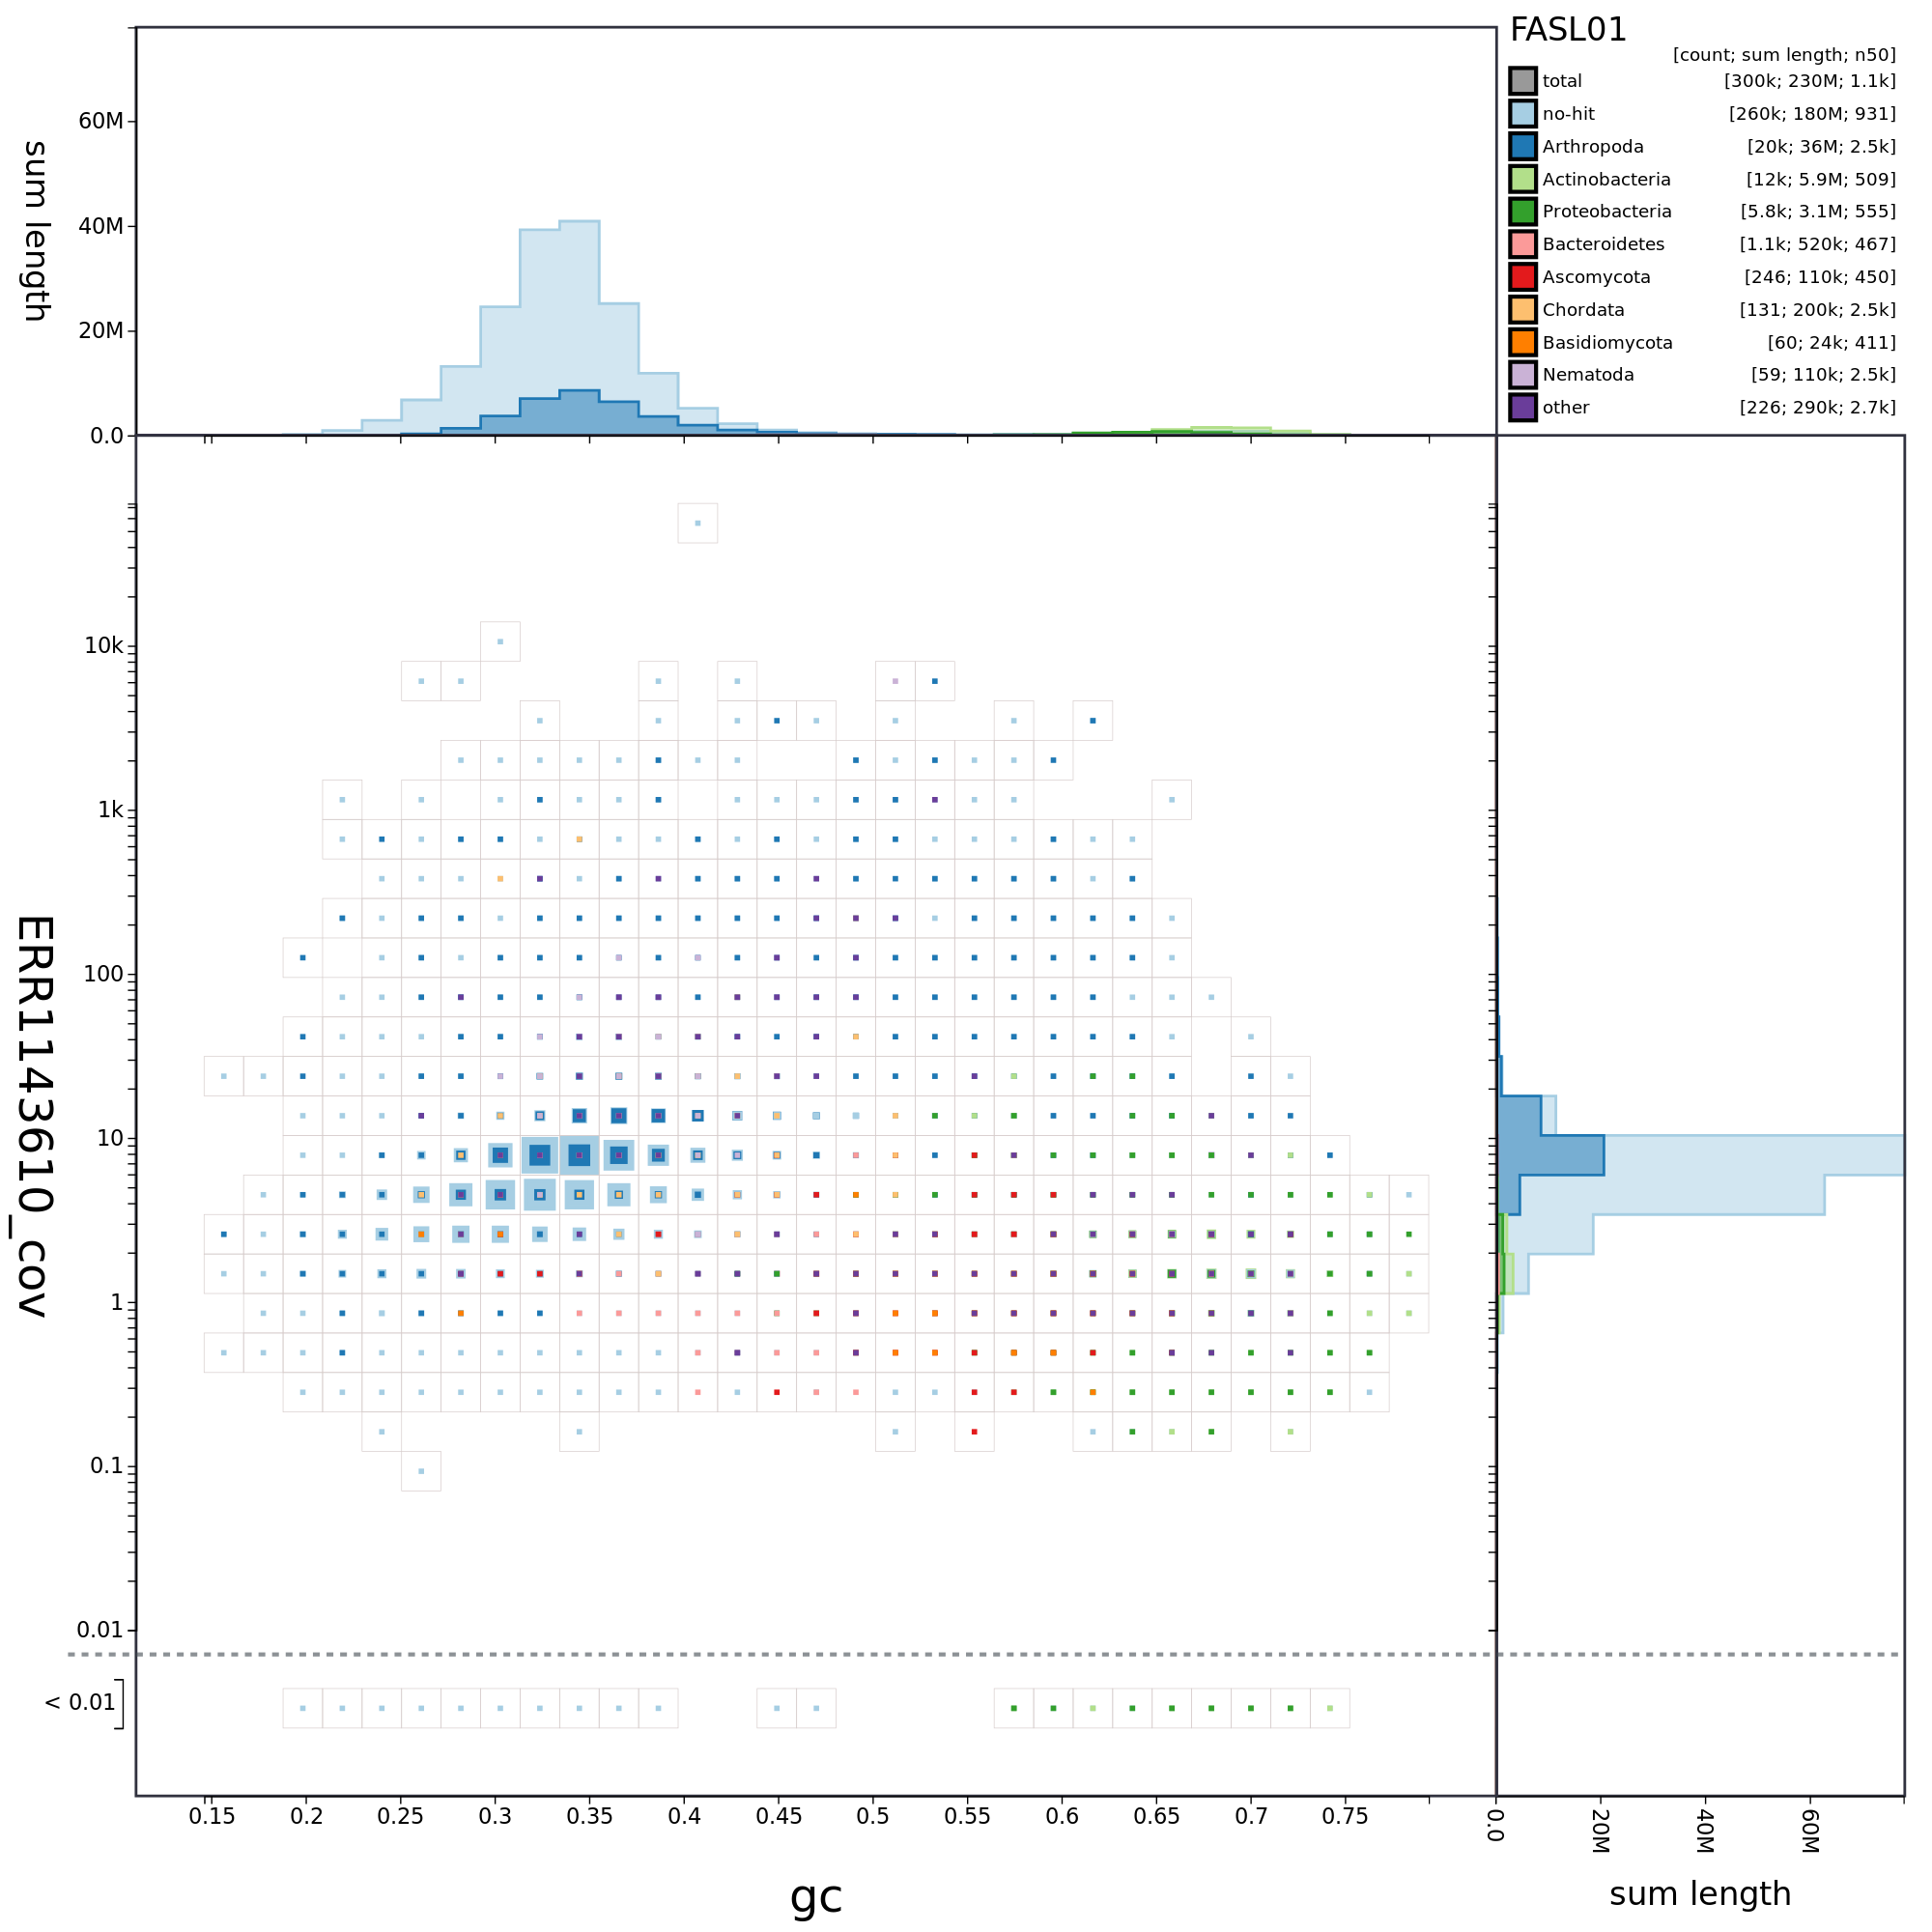 FASL01
[count; sum length; n50]
total [300k; 230M; 1.1k]
no-hit [260k; 180M; 931]
Arthropoda [20k; 36M; 2.5k]
Actinobacteria [12k; 5.9M; 509]
Proteobacteria [5.8k; 3.1M; 555]
Bacteroidetes [1.1k; 520k; 467]
Ascomycota [246; 110k; 450]
Chordata [131; 200k; 2.5k]
Basidiomycota [60; 24k; 411]
Nematoda [59; 110k; 2.5k]
other [226; 290k; 2.7k]
sum length
60M
40M
20M
0.0
ERR1143610_cov
10k
1k
100
10
1
0.1
0.01
< 0.01
0.15 0.2 0.25 0.3 0.35 0.4 0.45 0.5 0.55 0.6 0.65 0.7 0.75
gc
0.0 20M 40M 60M
sum length